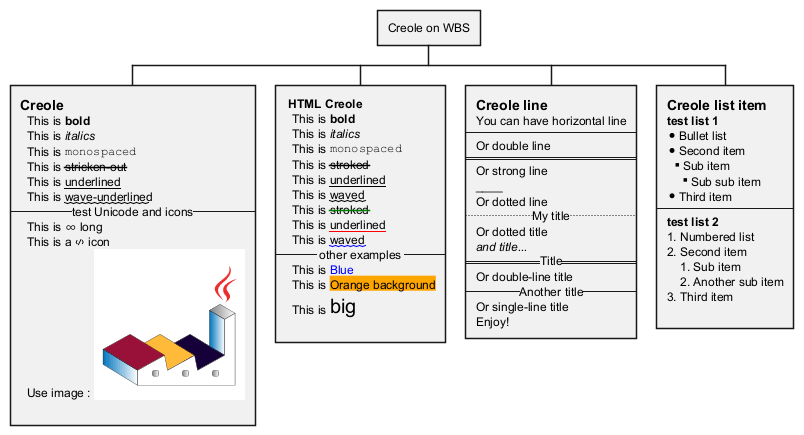 Creole on WBS
Creole
This is bold
This is italics
This is monospaced
This is stricken-out
This is underlined
This is wave-underlined
test Unicode and icons
This is ∞ long
This is a icon
Use image :
HTML Creole
This is bold
This is italics
This is monospaced
This is stroked
This is underlined
This is waved
This is stroked
This is underlined
This is waved
other examples
This is Blue
This is Orange background
This is big
Creole line
You can have horizontal line
Or double line
Or strong line
____
Or dotted line
My title
Or dotted title
and title...
Title
Or double-line title
Another title
Or single-line title
Enjoy!
Creole list item
test list 1
• Bullet list
• Second item
▪ Sub item
▪ Sub sub item
• Third item
test list 2
1. Numbered list
2. Second item
1. Sub item
2. Another sub item
3. Third item